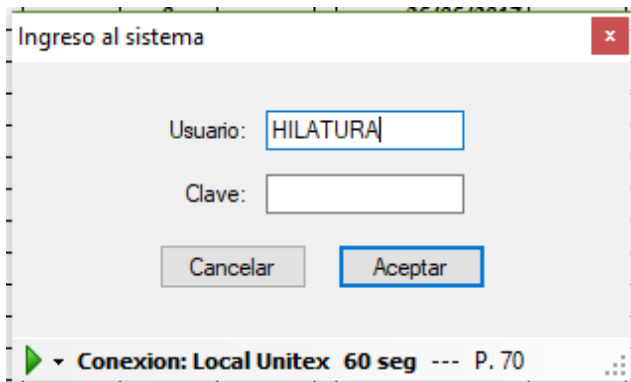 Ingreso al sistema
Usuario: HILATURA
Clave:
Cancelar Aceptar
Conexion: Local Unitex 60 seg --- P. 70